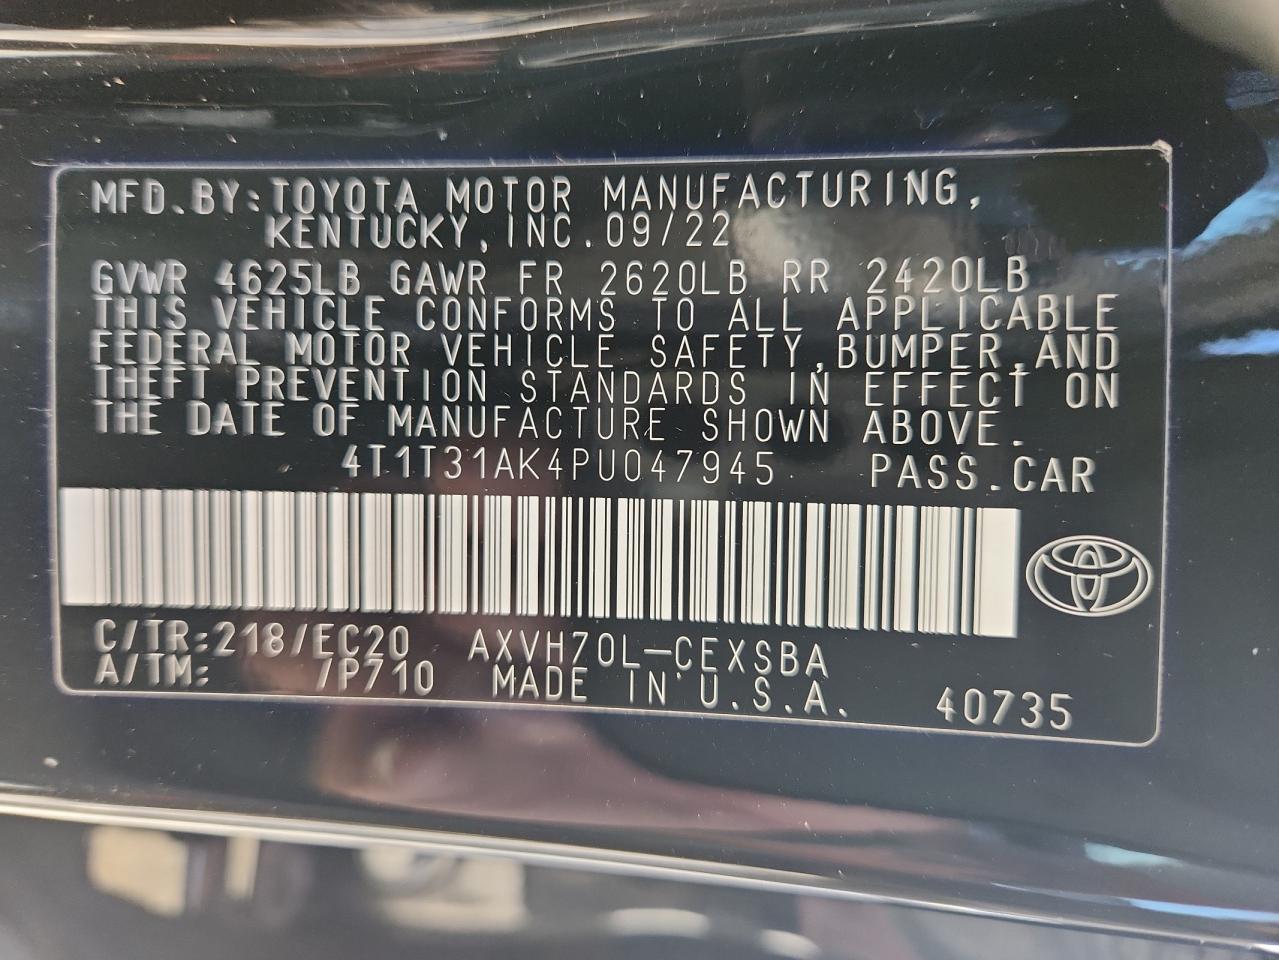 MFD.BY:TOYOTA MOTOR MANUFACTURING,
KENTUCKY,INC.09/22
GVWR 4625LB GAWR FR 2620LB RR 2420LB
THIS VEHICLE CONFORMS TO ALL APPLICABLE
FEDERAL MOTOR VEHICLE SAFETY,BUMPER,AND
THEFT PREVENTION STANDARDS IN EFFECT ON
THE DATE OF MANUFACTURE SHOWN ABOVE.
4T1T31AK4PU047945 PASS.CAR
C/TR:218/EC20 AXVH70L-CEXSBA
A/TM: /P710 MADE IN U.S.A. 40735